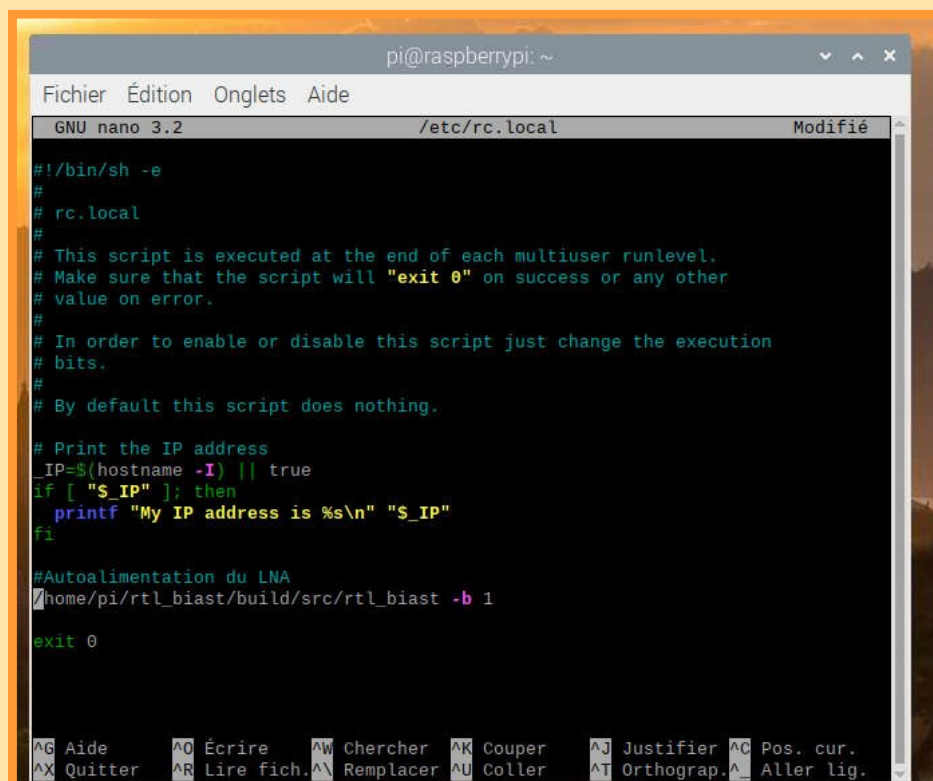 pi@raspberrypi: ~
Fichier Édition Onglets Aide
GNU nano 3.2 /etc/rc.local Modifié
#!/bin/sh -e
#
# rc.local
#
# This script is executed at the end of each multiuser runlevel.
# Make sure that the script will "exit 0" on success or any other
# value on error.
#
# In order to enable or disable this script just change the execution
# bits.
#
# By default this script does nothing.
# Print the IP address
_IP=$(hostname -I) || true
if [ "$_IP" ]; then
  printf "My IP address is %s\n" "$_IP"
fi
#Autoalimentation du LNA
/home/pi/rtl_biast/build/src/rtl_biast -b 1
exit 0
^G Aide ^O Écrire ^W Chercher ^K Couper ^J Justifier ^C Pos. cur.
^X Quitter ^R Lire fich. ^\ Remplacer ^U Coller ^T Orthograp. ^_ Aller lig.